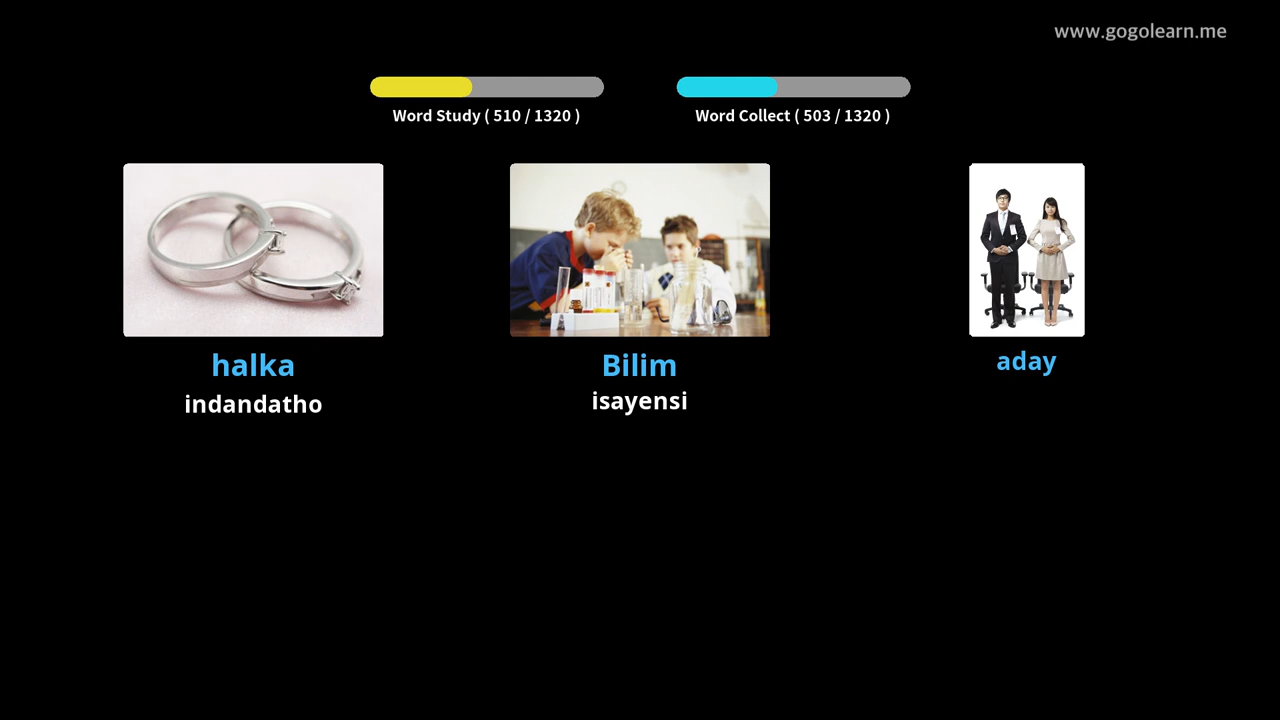 www.gogolearn.me
Word Study ( 510 / 1320 )
Word Collect ( 503 / 1320 )
halka
indandatho
Bilim
isayensi
aday